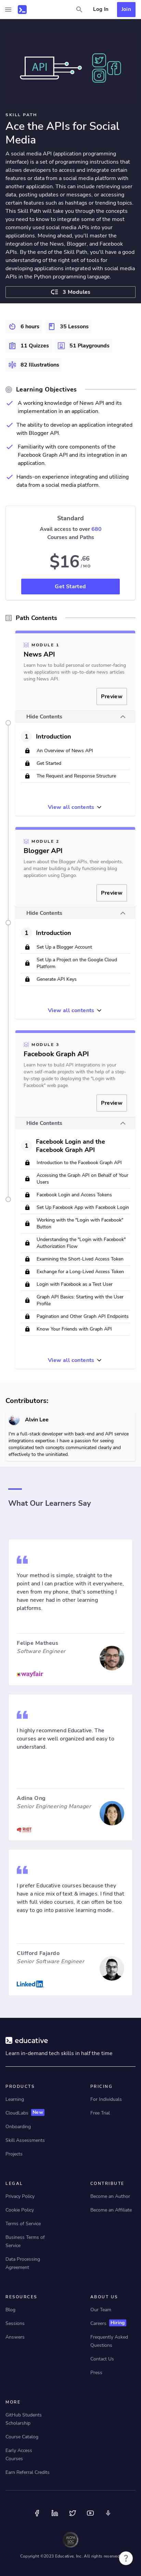 Log In
Join
SKILL PATH
Ace the APIs for Social
Media
A social media API (application programming
interface) is a set of programming instructions that
allows developers to access and integrate certain
features or data from a social media platform into
another application. This can include retrieving user
data, posting updates or messages, or accessing
certain features such as hashtags or trending topics.
This Skill Path will take you through the concepts
you need to know to integrate some of the most
commonly used social media APIs into your
applications. Moving ahead, you'll master the
integration of the News, Blogger, and Facebook
APIs. By the end of the Skill Path, you'll have a good
understanding of integrating, developing, and
deploying applications integrated with social media
APIs in the Python programming language.
3 Modules
6 hours
35 Lessons
11 Quizzes
51 Playgrounds
82 Illustrations
Learning Objectives
A working knowledge of News API and its
implementation in an application.
The ability to develop an application integrated
with Blogger API
Familiarity with core components of the
Facebook Graph API and its integration in an
application.
Hands-on experience integrating and utilizing
data from a social media platform.
Standard
Avail access to over 680
Courses and Paths
$16 .66 / MO
Get Started
Path Contents
MODULE 1
News API
Learn how to build personal or customer-facing
web applications with up-to-date news articles
using News API.
Preview
Hide Contents
1 Introduction
An Overview of News API
Get Started
The Request and Response Structure
View all contents
MODULE 2
Blogger API
Learn about the Blogger APIs, their endpoints,
and master building a fully functioning blog
application using Django.
Preview
Hide Contents
1 Introduction
Set Up a Blogger Account
Set Up a Project on the Google Cloud
Platform
Generate API Keys
View all contents
MODULE 3
Facebook Graph API
Learn how to build API integrations in your
own self-made projects with the help of a step-
by-step guide to deploying the "Login with
Facebook" web page.
Preview
Hide Contents
1 Facebook Login and the
Facebook Graph API
Introduction to the Facebook Graph API
Accessing the Graph API on Behalf of Your
Users
Facebook Login and Access Tokens
Set Up Facebook App with Facebook Login
Working with the "Login with Facebook"
Button
Understanding the "Login with Facebook"
Authorization Flow
Examining the Short-Lived Access Token
Exchange for a Long-Lived Access Token
Login with Facebook as a Test User
Graph API Basics: Starting with the User
Profile
Pagination and Other Graph API Endpoints
Know Your Friends with Graph API
View all contents
Contributors:
Alvin Lee
I'm a full-stack developer with back-end and API service
integrations expertise. I have a passion for seeing
complicated tech concepts communicated clearly and
effectively to the uninitiated.
What Our Learners Say
Your method is simple, straight to the
point and I can practice with it everywhere,
even from my phone, that's something I
have never had in other learning
platforms.
Felipe Matheus
Software Engineer
wayfair
I highly recommend Educative. The
courses are well organized and easy to
understand.
Adina Ong
Senior Engineering Manager
RIOT
I prefer Educative courses because they
have a nice mix of text & images. I find that
with full video courses, it can often be too
easy to go into passive learning mode.
Clifford Fajardo
Senior Software Engineer
Linkedin
educative
Learn in-demand tech skills in half the time
PRODUCTS
PRICING
Learning
For Individuals
CloudLabs New
Free Trial
Onboarding
Skill Assessments
Projects
LEGAL
CONTRIBUTE
Privacy Policy
Become an Author
Cookie Policy
Become an Affiliate
Terms of Service
Business Terms of
Service
Data Processing
Agreement
RESOURCES
ABOUT US
Blog
Our Team
Sessions
Careers Hiring
Answers
Frequently Asked
Questions
Contact Us
Press
MORE
GitHub Students
Scholarship
Course Catalog
Early Access
Courses
Earn Referral Credits
Copyright ©2023 Educative, Inc. All rights reserved.
?